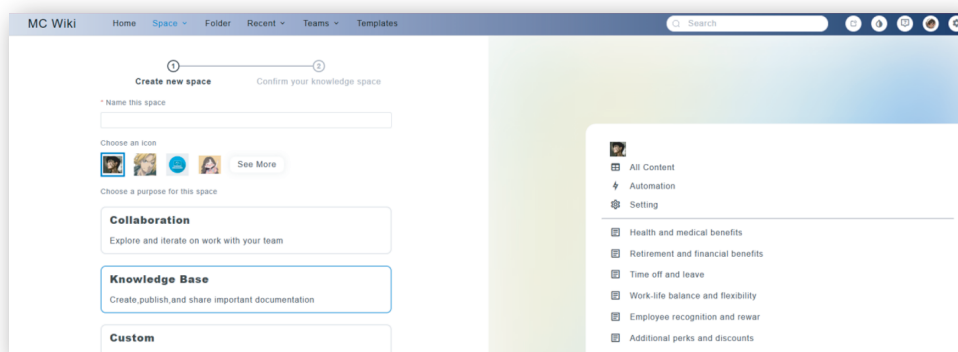 MC Wiki Home Space Folder Recent Teams Templates Search
1 2
Create new space Confirm your knowledge space
* Name this space
Choose an icon
See More
Choose a purpose for this space
Collaboration
Explore and iterate on work with your team
Knowledge Base
Create,publish,and share important documentation
Custom
All Content
Automation
Setting
Health and medical benefits
Retirement and financial benefits
Time off and leave
Work-life balance and flexibility
Employee recognition and rewar
Additional perks and discounts